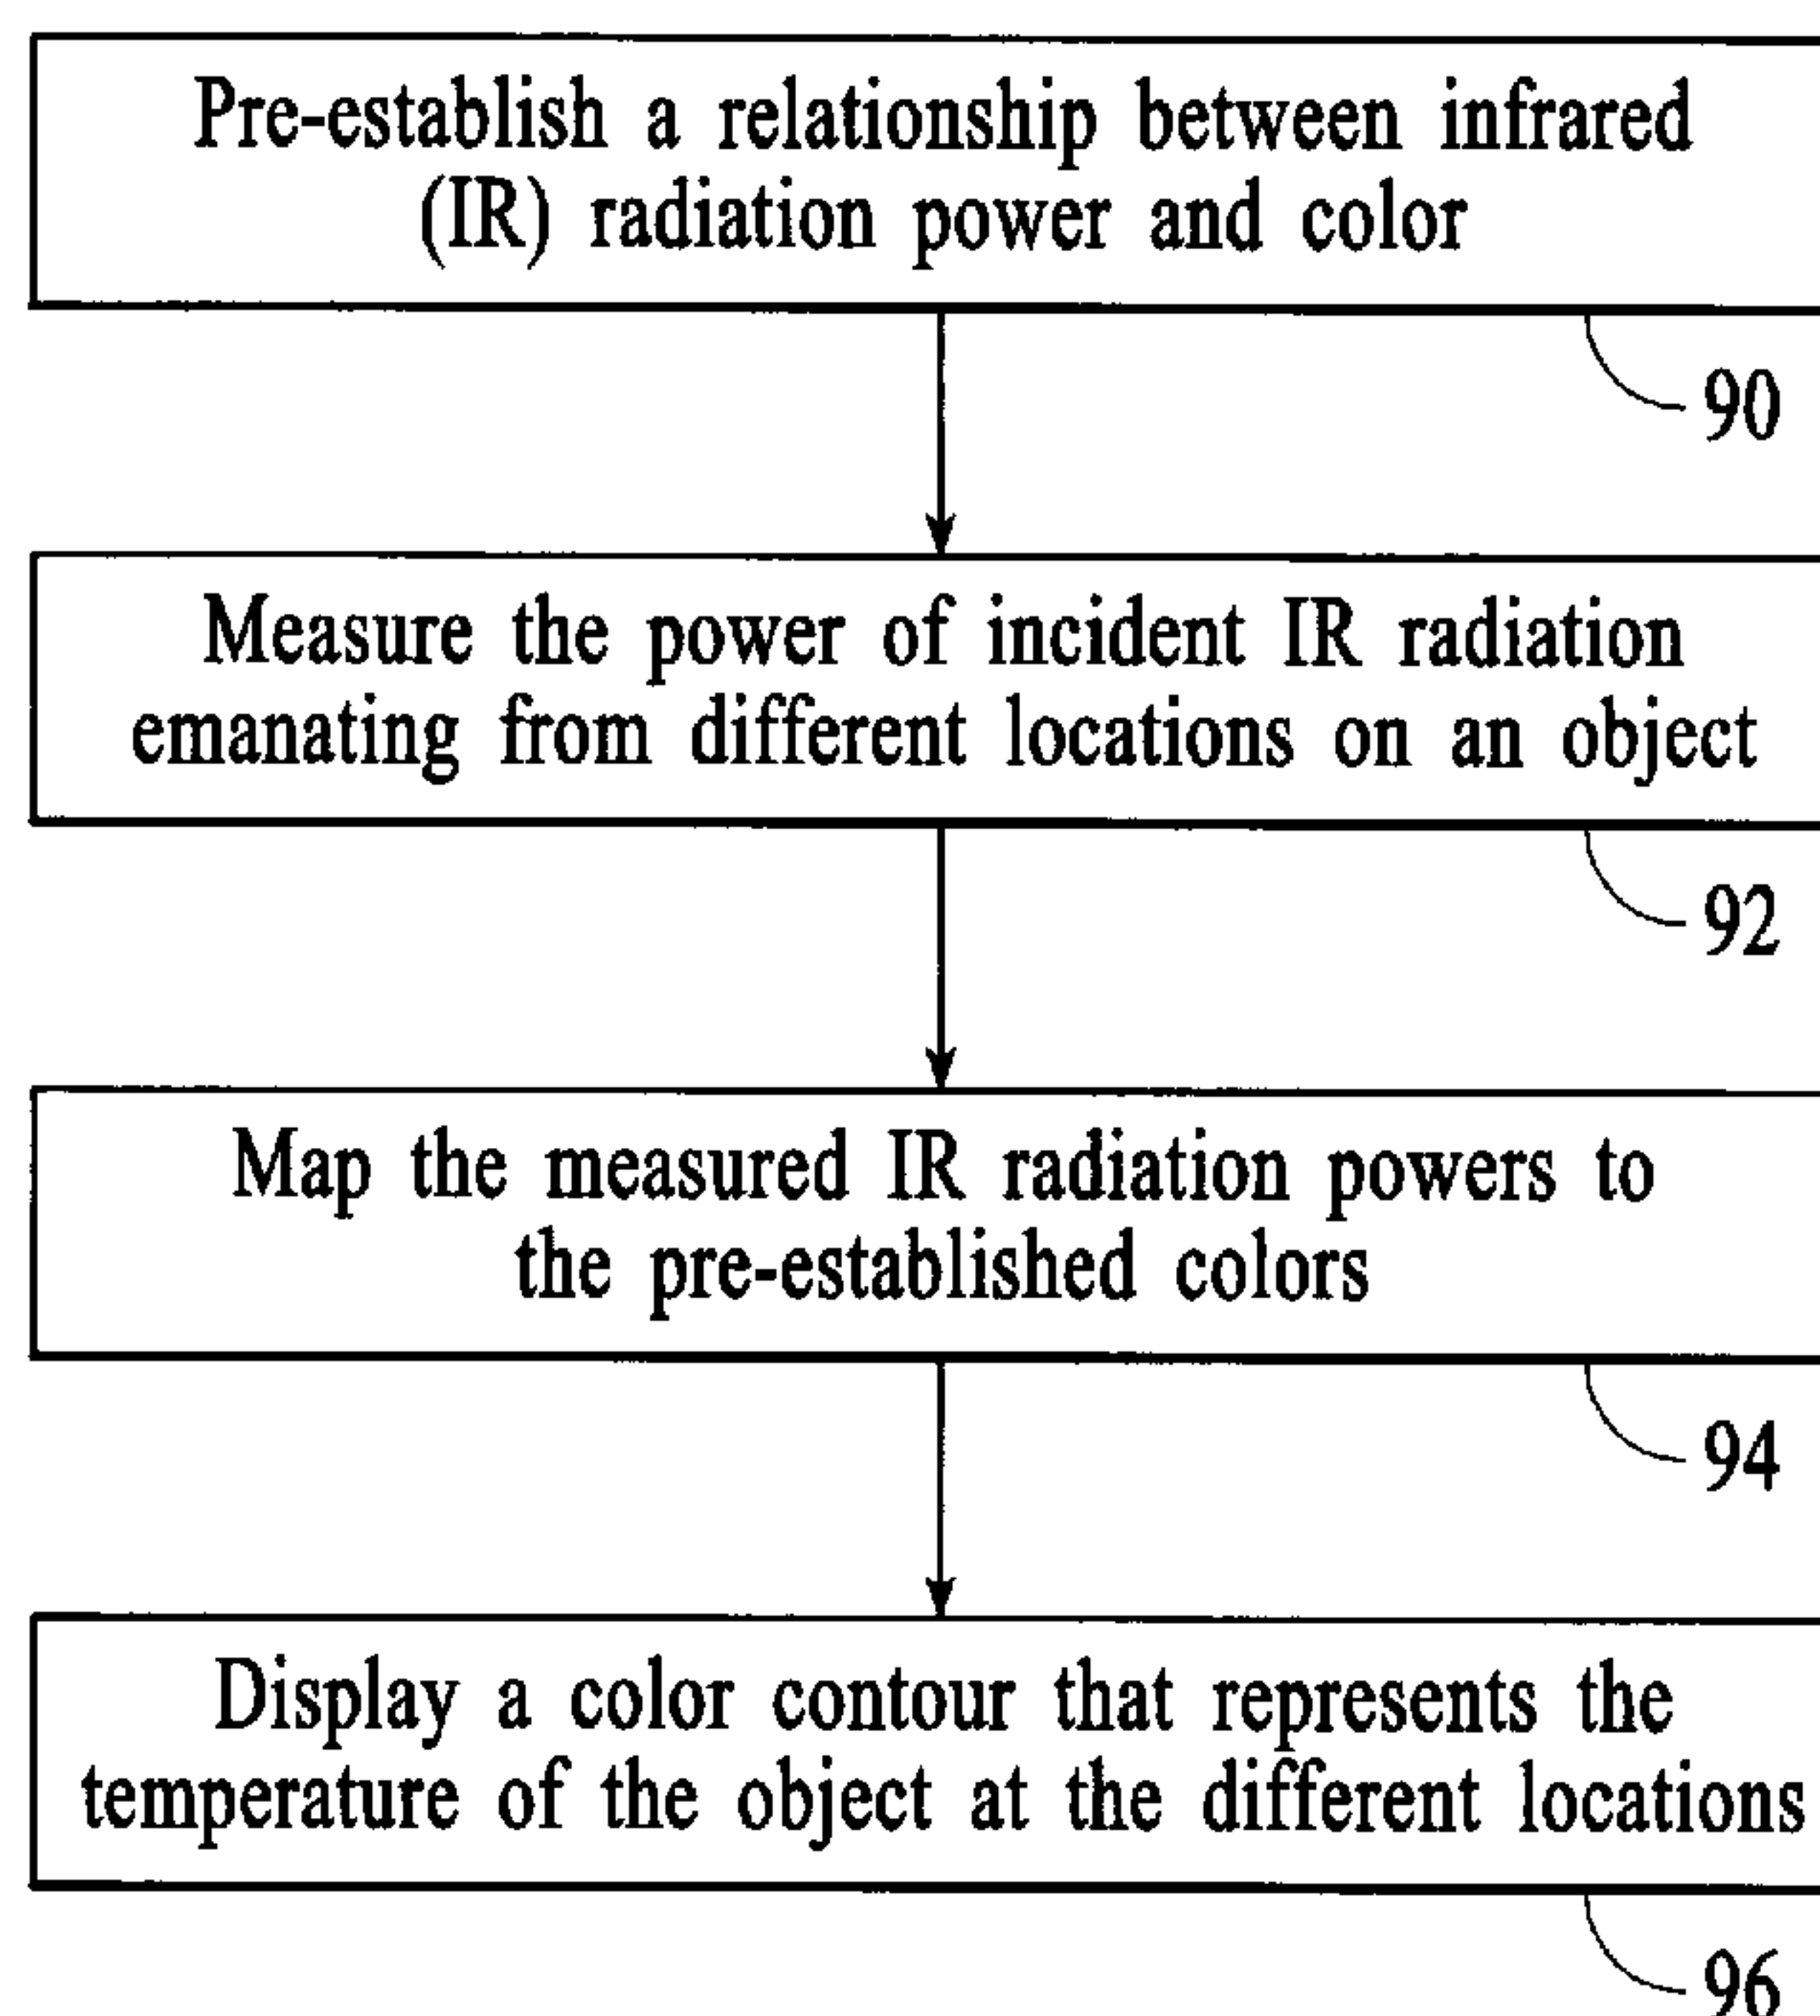 Pre-establish a relationship between infrared
(IR) radiation power and color
90
Measure the power of incident IR radiation
emanating from different locations on an object
92
Map the measured IR radiation powers to
the pre-established colors
94
Display a color contour that represents the
temperature of the object at the different locations
96